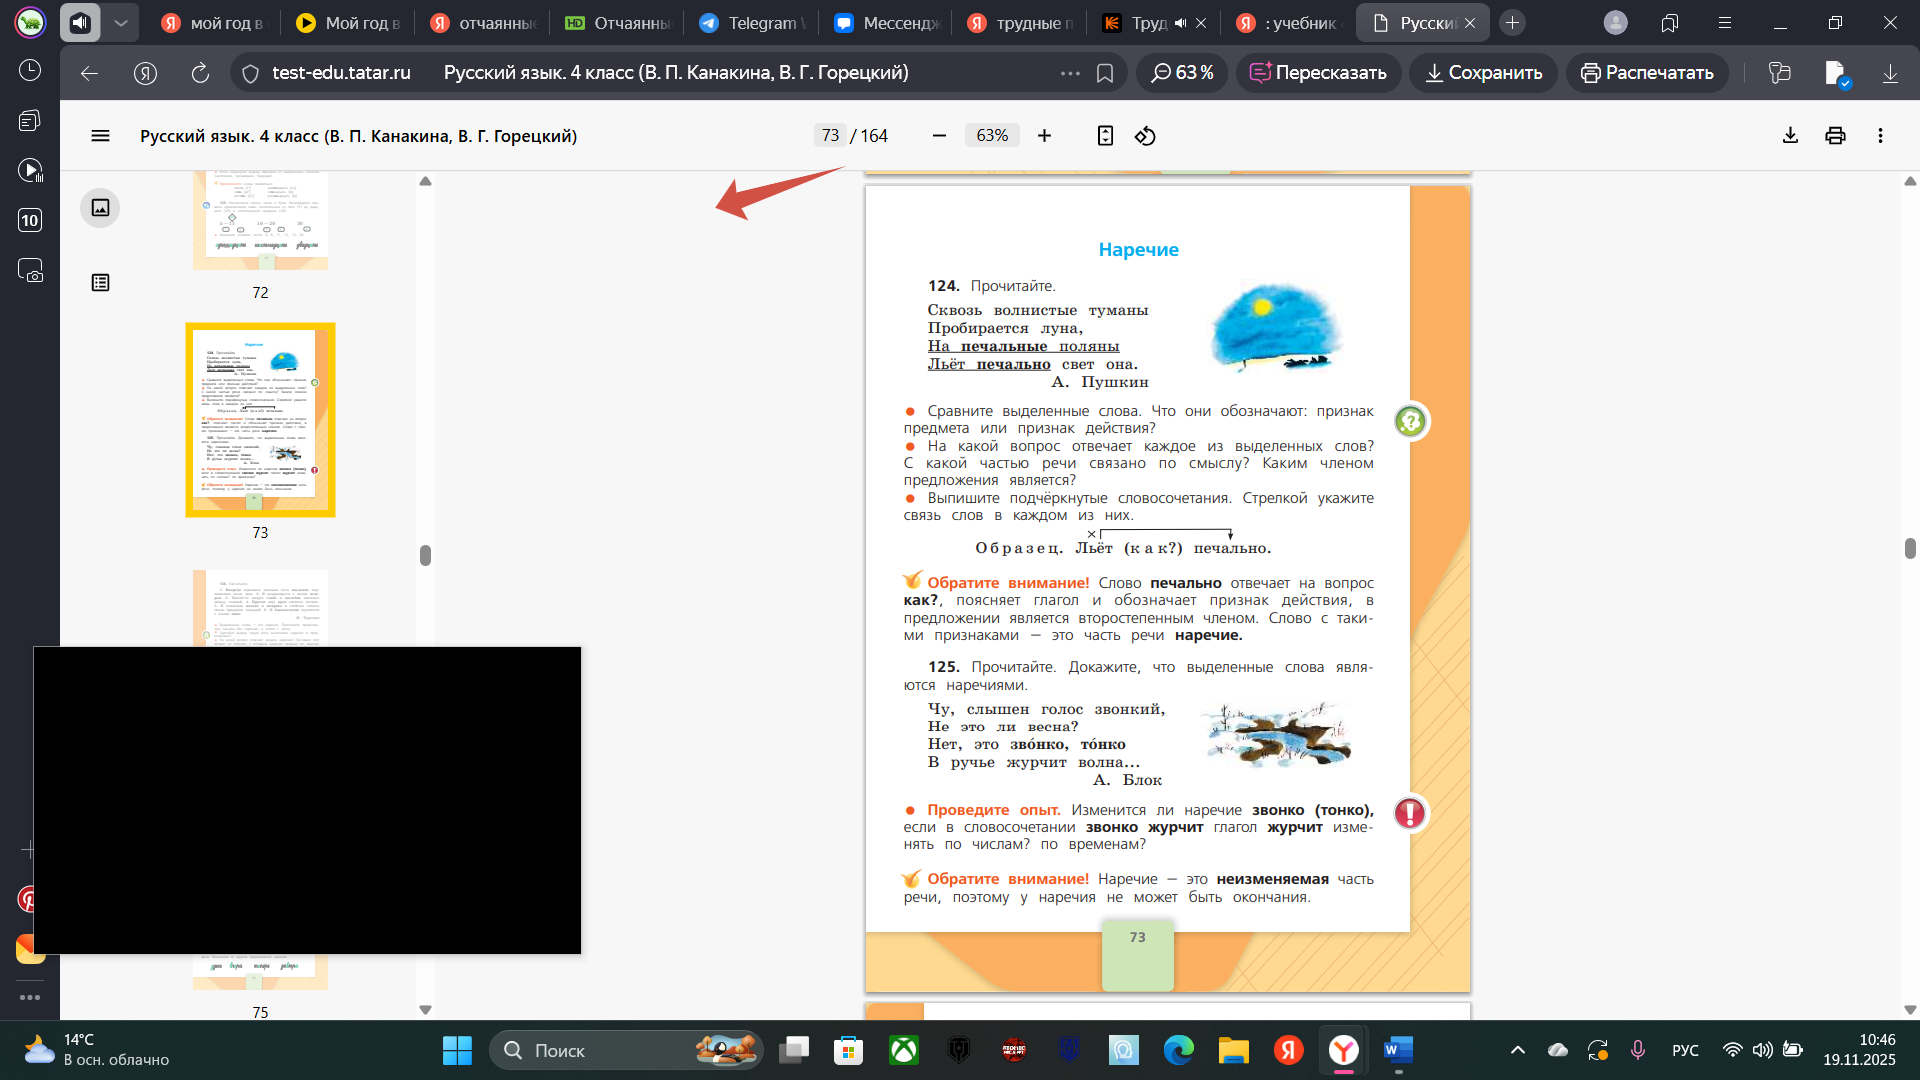 мой год в
Мой год в
отчаянные
Отчаянны
Telegram W
Мессендж
трудные п
Труд
: учебник
Русски
test-edu.tatar.ru
Русский язык. 4 класс (В. П. Канакина, В. Г. Горецкий)
63 %
Пересказать
Сохранить
Распечатать
Русский язык. 4 класс (В. П. Канакина, В. Г. Горецкий)
73 / 164
63%
10
72
73
75
Наречие
124. Прочитайте.
Сквозь волнистые туманы
Пробирается луна,
На печальные поляны
Льёт печально свет она.
А. Пушкин
● Сравните выделенные слова. Что они обозначают: признак
предмета или признак действия?
● На какой вопрос отвечает каждое из выделенных слов?
С какой частью речи связано по смыслу? Каким членом
предложения является?
● Выпишите подчёркнутые словосочетания. Стрелкой укажите
связь слов в каждом из них.
×
Образец. Льёт (как?) печально.
Обратите внимание! Слово печально отвечает на вопрос
как?, поясняет глагол и обозначает признак действия, в
предложении является второстепенным членом. Слово с таки-
ми признаками — это часть речи наречие.
125. Прочитайте. Докажите, что выделенные слова явля-
ются наречиями.
Чу, слышен голос звонкий,
Не это ли весна?
Нет, это зво́нко, то́нко
В ручье журчит волна...
А. Блок
● Проведите опыт. Изменится ли наречие звонко (тонко),
если в словосочетании звонко журчит глагол журчит изме-
нять по числам? по временам?
Обратите внимание! Наречие — это неизменяемая часть
речи, поэтому у наречия не может быть окончания.
73
14°C
В осн. облачно
Поиск
РУС
10:46
19.11.2025